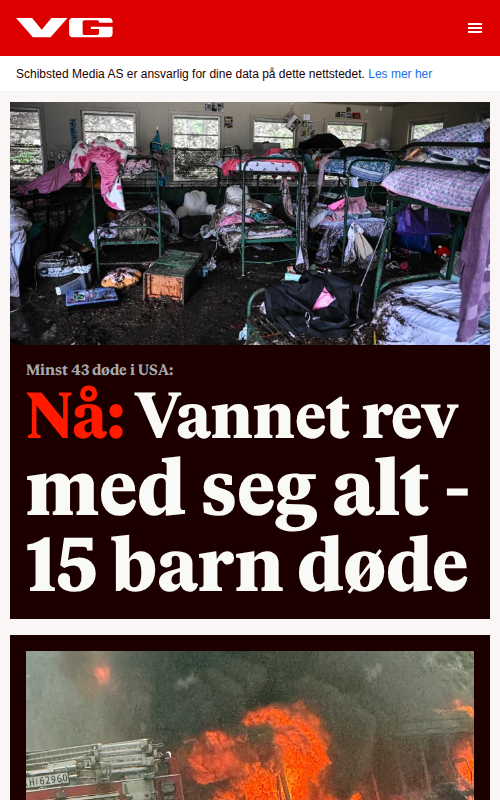 VG
Schibsted Media AS er ansvarlig for dine data på dette nettstedet. Les mer her
Minst 43 døde i USA:
Nå: Vannet rev
med seg alt -
15 barn døde
HI62960